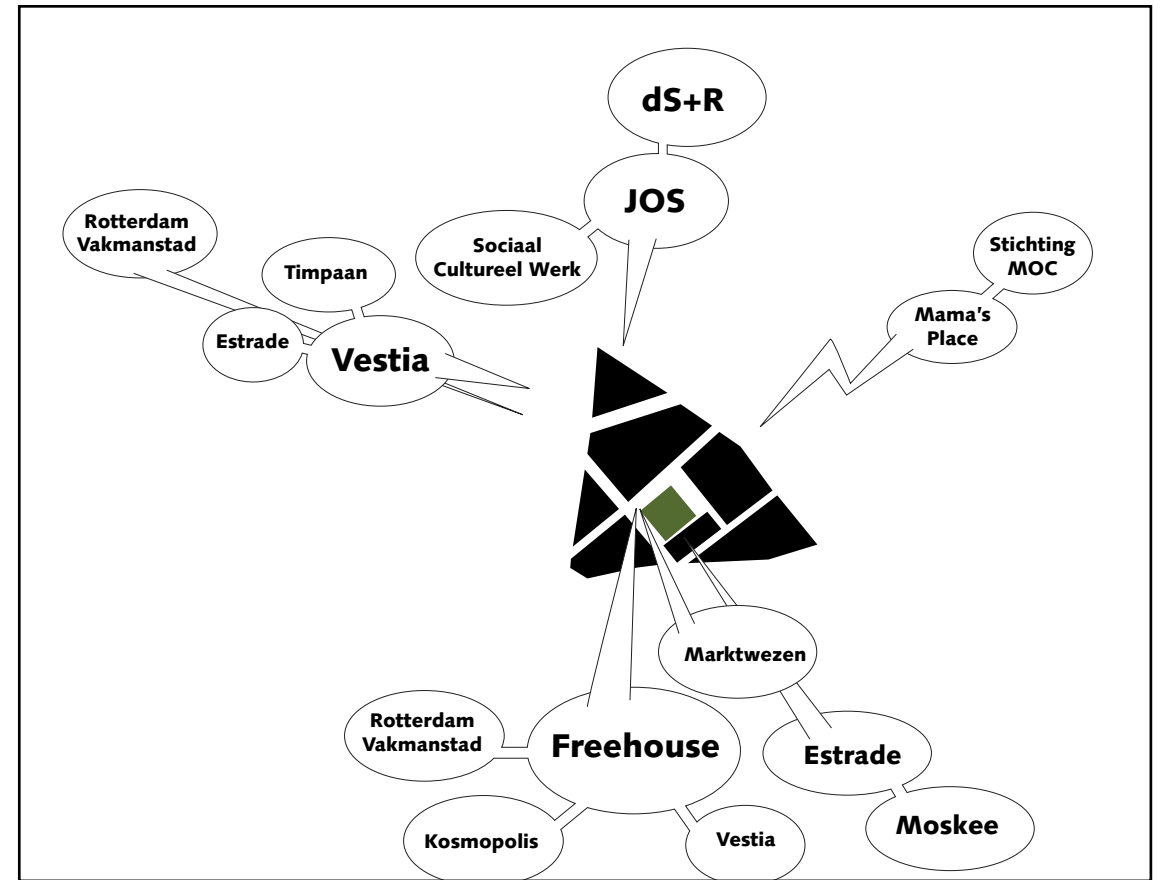 dS+R
JOS
Sociaal
Cultureel Werk
Rotterdam
Vakmanstad
Timpaan
Estrade
Vestia
Stichting
MOC
Mama's
Place
Marktwezen
Rotterdam
Vakmanstad
Freehouse
Estrade
Kosmopolis
Vestia
Moskee